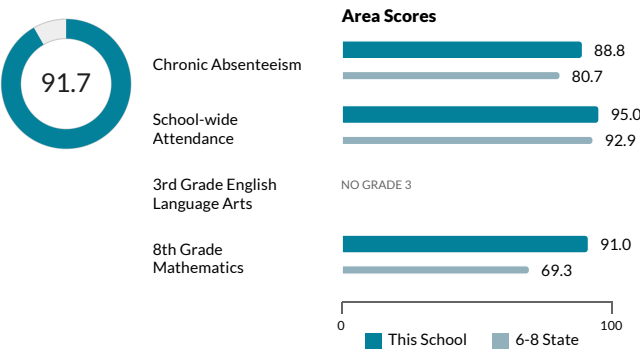 Area Scores
91.7
Chronic Absenteeism
88.8
80.7
School-wide
Attendance
95.0
92.9
3rd Grade English
Language Arts
NO GRADE 3
8th Grade
Mathematics
91.0
69.3
0
100
This School
6-8 State